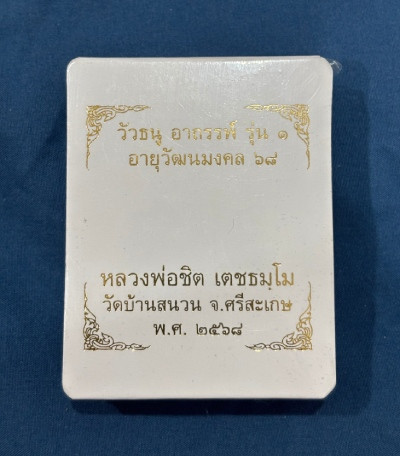 วัวธนู อาถรรพ์ รุ่น ๑
อายุวัฒนมงคล ๖๘
หลวงพ่อชิต เตชธมฺโม
วัดบ้านสนวน จ.ศรีสะเกษ
พ.ศ. ๒๕๖๘